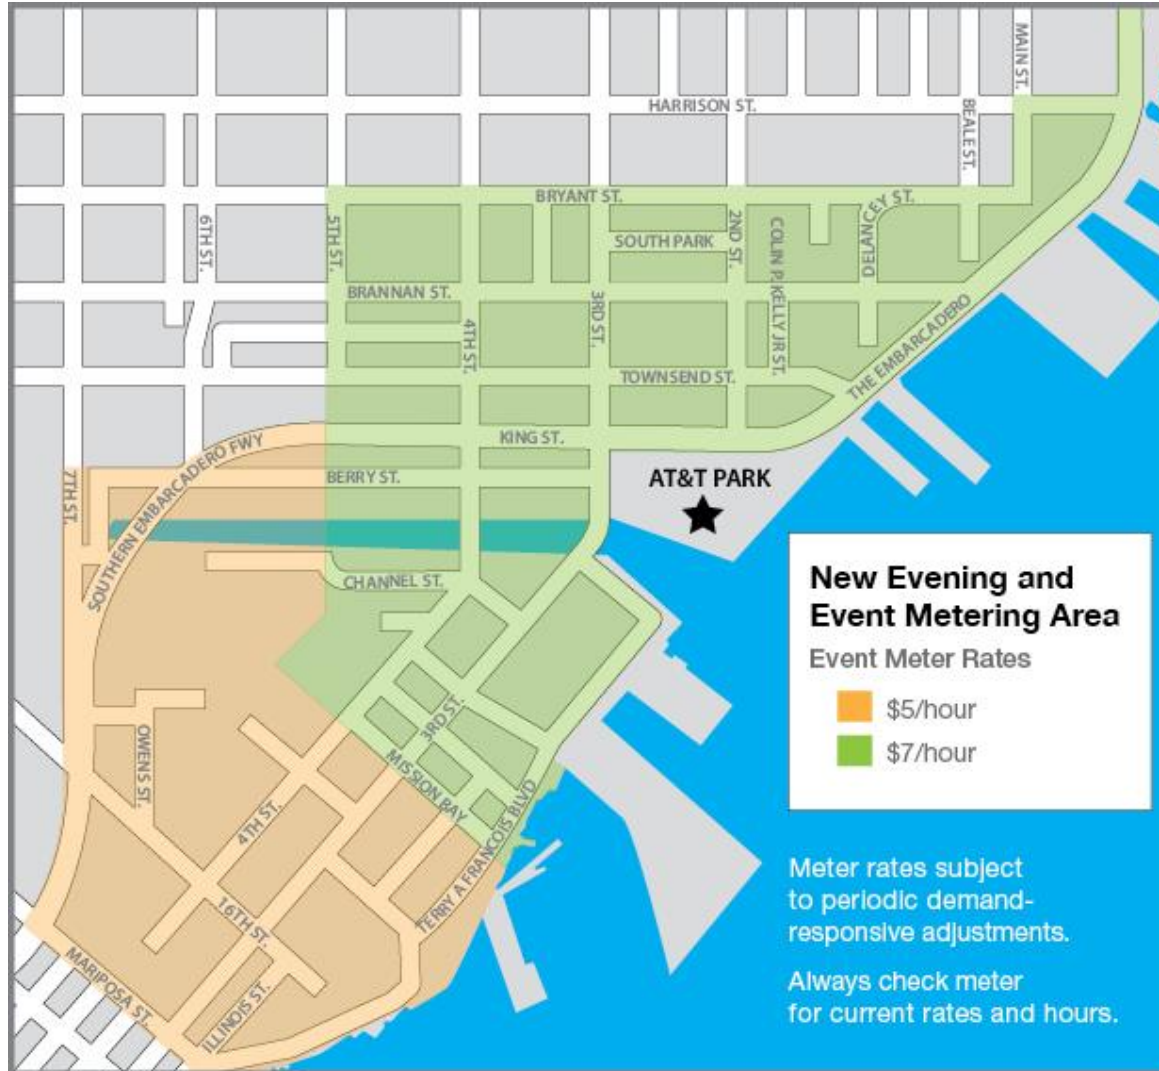 MAIN ST.
HARRISON ST.
BEALE ST.
BRYANT ST.
DELANCEY ST.
6TH ST.
5TH ST.
2ND ST.
COLIN P. KELLY JR ST.
SOUTH PARK
BRANNAN ST.
3RD ST.
4TH ST.
THE EMBARCADERO
TOWNSEND ST.
KING ST.
SOUTHERN EMBARCADERO FWY
7TH ST.
BERRY ST.
AT&T PARK
CHANNEL ST.
New Evening and
Event Metering Area
Event Meter Rates
$5/hour
$7/hour
3RD ST.
OWENS ST.
MISSION BAY
4TH ST.
TERRY A FRANCOIS BLVD
16TH ST.
MARIPOSA ST.
ILLINOIS ST.
Meter rates subject
to periodic demand-
responsive adjustments.
Always check meter
for current rates and hours.